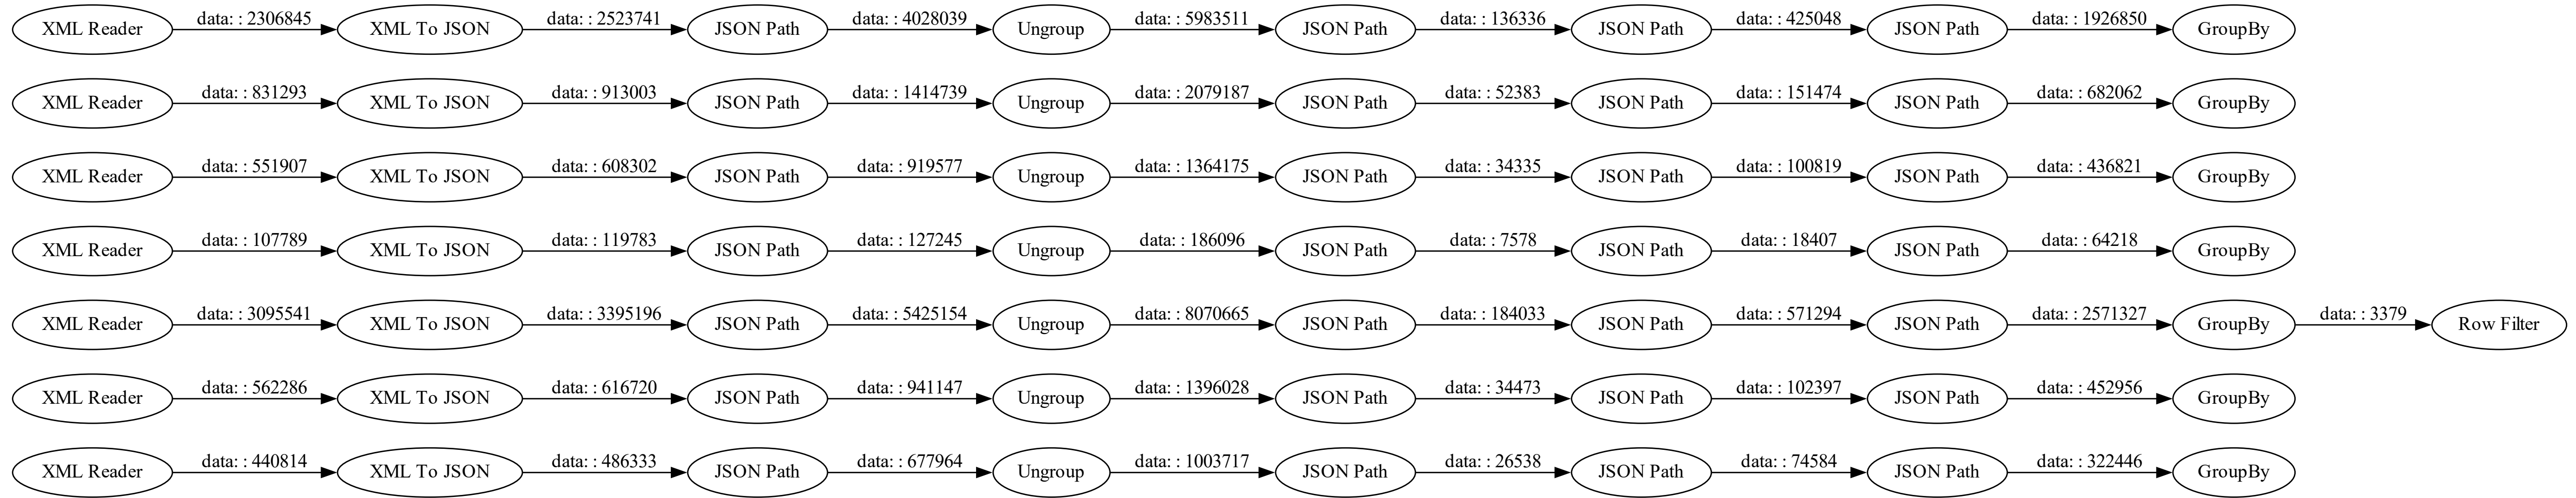 XML Reader data: : 2306845 XML To JSON data: : 2523741 JSON Path data: : 4028039 Ungroup data: : 5983511 JSON Path data: : 136336 JSON Path data: : 425048 JSON Path data: : 1926850 GroupBy
XML Reader data: : 831293 XML To JSON data: : 913003 JSON Path data: : 1414739 Ungroup data: : 2079187 JSON Path data: : 52383 JSON Path data: : 151474 JSON Path data: : 682062 GroupBy
XML Reader data: : 551907 XML To JSON data: : 608302 JSON Path data: : 919577 Ungroup data: : 1364175 JSON Path data: : 34335 JSON Path data: : 100819 JSON Path data: : 436821 GroupBy
XML Reader data: : 107789 XML To JSON data: : 119783 JSON Path data: : 127245 Ungroup data: : 186096 JSON Path data: : 7578 JSON Path data: : 18407 JSON Path data: : 64218 GroupBy
XML Reader data: : 3095541 XML To JSON data: : 3395196 JSON Path data: : 5425154 Ungroup data: : 8070665 JSON Path data: : 184033 JSON Path data: : 571294 JSON Path data: : 2571327 GroupBy data: : 3379 Row Filter
XML Reader data: : 562286 XML To JSON data: : 616720 JSON Path data: : 941147 Ungroup data: : 1396028 JSON Path data: : 34473 JSON Path data: : 102397 JSON Path data: : 452956 GroupBy
XML Reader data: : 440814 XML To JSON data: : 486333 JSON Path data: : 677964 Ungroup data: : 1003717 JSON Path data: : 26538 JSON Path data: : 74584 JSON Path data: : 322446 GroupBy